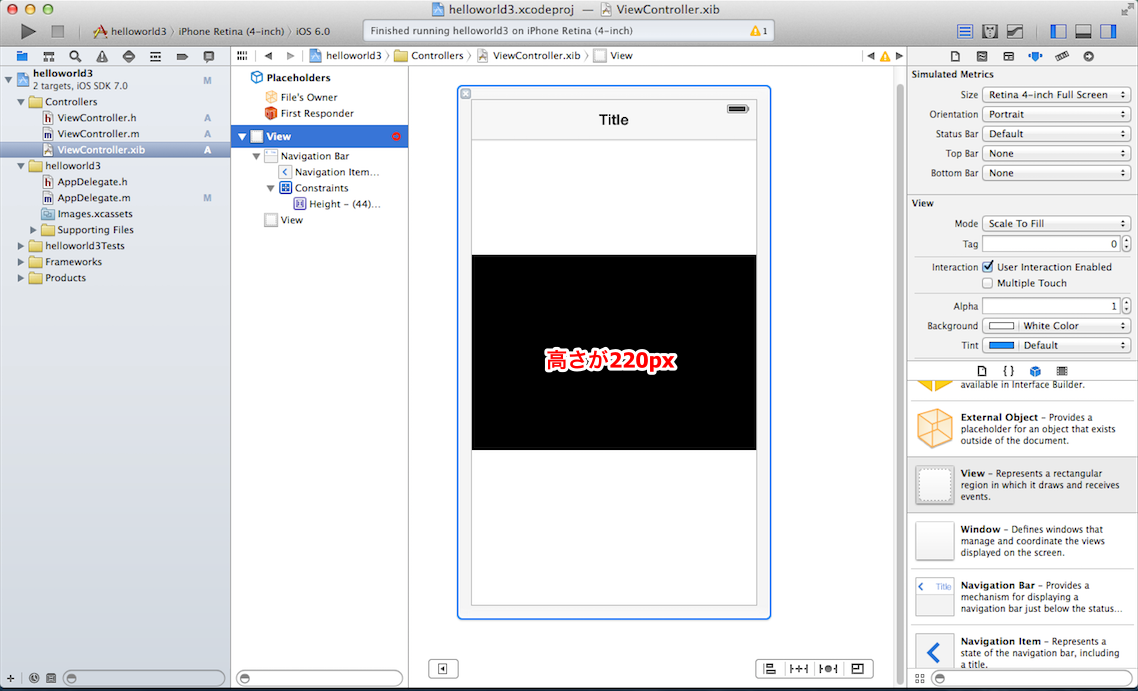 helloworld3.xcodeproj — ViewController.xib
helloworld3 〉 iPhone Retina (4-inch) 〉 iOS 6.0
Finished running helloworld3 on iPhone Retina (4-inch)
1
helloworld3 〉 Controllers 〉 ViewController.xib 〉 View
helloworld3
2 targets, iOS SDK 7.0
M
Controllers
ViewController.h
A
ViewController.m
A
ViewController.xib
A
helloworld3
AppDelegate.h
AppDelegate.m
M
Images.xcassets
Supporting Files
helloworld3Tests
Frameworks
Products
Placeholders
File's Owner
First Responder
View
Navigation Bar
Navigation Item...
Constraints
Height – (44)...
View
Title
高さが220px
Simulated Metrics
Size Retina 4-inch Full Screen
Orientation Portrait
Status Bar Default
Top Bar None
Bottom Bar None
View
Mode Scale To Fill
Tag 0
Interaction User Interaction Enabled
Multiple Touch
Alpha 1
Background White Color
Tint Default
{ }
available in Interface Builder.
External Object – Provides a
placeholder for an object that exists
outside of the document.
View – Represents a rectangular
region in which it draws and receives
events.
Window – Defines windows that
manage and coordinate the views
displayed on the screen.
Title
Navigation Bar – Provides a
mechanism for displaying a
navigation bar just below the status...
Navigation Item – Represents a
state of the navigation bar, including
a title.